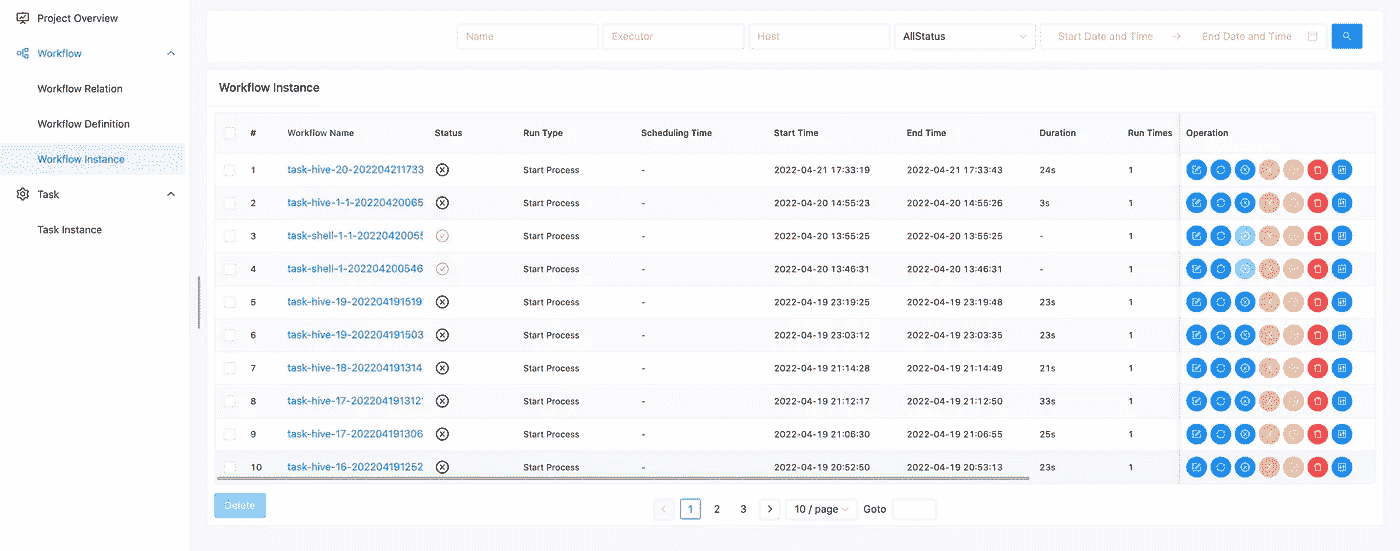 Project Overview
Workflow
Workflow Relation
Workflow Definition
Workflow Instance
Task
Task Instance
Name Executor Host AllStatus Start Date and Time → End Date and Time
Workflow Instance
# Workflow Name Status Run Type Scheduling Time Start Time End Time Duration Run Times Operation
1 task-hive-20-202204211733 Start Process - 2022-04-21 17:33:19 2022-04-21 17:33:43 24s 1
2 task-hive-1-1-20220420065 Start Process - 2022-04-20 14:55:23 2022-04-20 14:55:26 3s 1
3 task-shell-1-1-20220420055 Start Process - 2022-04-20 13:55:25 2022-04-20 13:55:25 - 1
4 task-shell-1-202204200546 Start Process - 2022-04-20 13:46:31 2022-04-20 13:46:31 - 1
5 task-hive-19-202204191519 Start Process - 2022-04-19 23:19:25 2022-04-19 23:19:48 23s 1
6 task-hive-19-202204191503 Start Process - 2022-04-19 23:03:12 2022-04-19 23:03:35 23s 1
7 task-hive-18-202204191314 Start Process - 2022-04-19 21:14:28 2022-04-19 21:14:49 21s 1
8 task-hive-17-202204191312 Start Process - 2022-04-19 21:12:17 2022-04-19 21:12:50 33s 1
9 task-hive-17-202204191306 Start Process - 2022-04-19 21:06:30 2022-04-19 21:06:55 25s 1
10 task-hive-16-202204191252 Start Process - 2022-04-19 20:52:50 2022-04-19 20:53:13 23s 1
Delete
< 1 2 3 > 10 / page Goto